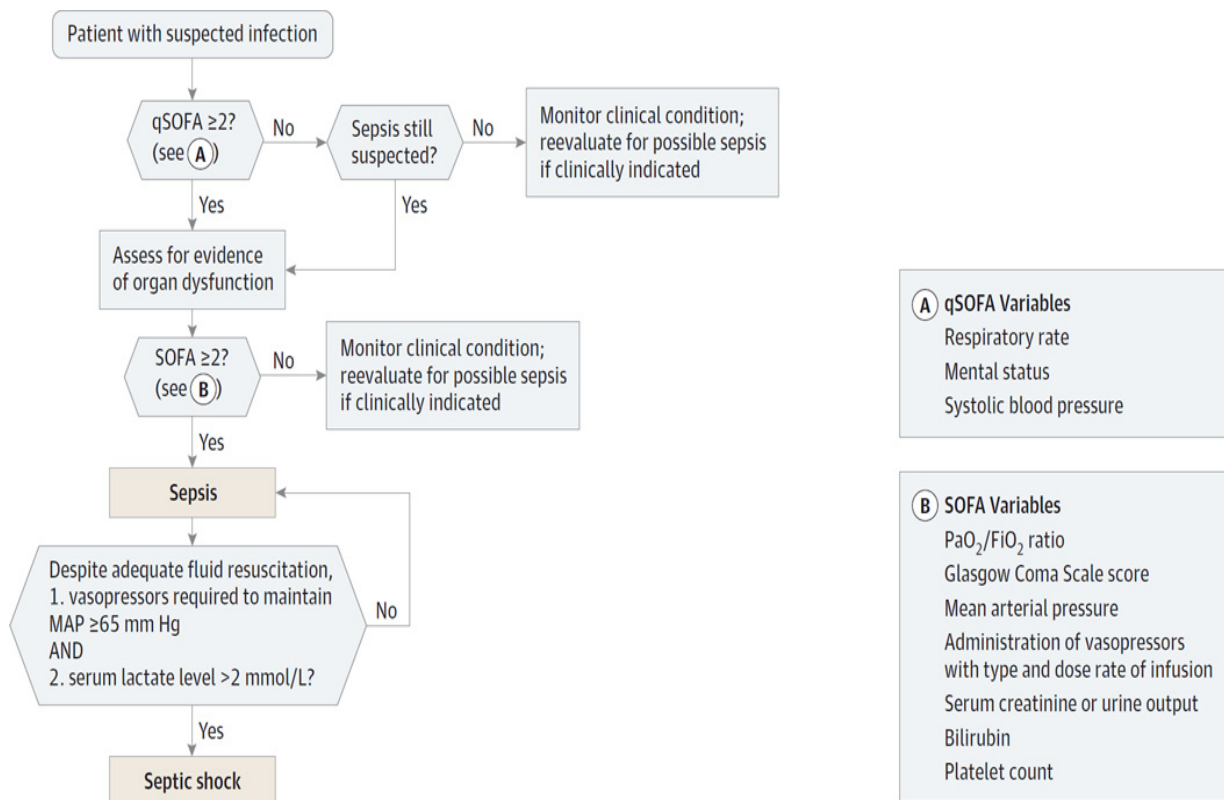 Patient with suspected infection
qSOFA ≥2?
(see A)
No
Sepsis still
suspected?
No
Monitor clinical condition;
reevaluate for possible sepsis
if clinically indicated
Yes
Yes
Assess for evidence
of organ dysfunction
SOFA ≥2?
(see B)
No
Monitor clinical condition;
reevaluate for possible sepsis
if clinically indicated
Yes
Sepsis
Despite adequate fluid resuscitation,
1. vasopressors required to maintain
MAP ≥65 mm Hg
AND
2. serum lactate level >2 mmol/L?
No
Yes
Septic shock
A qSOFA Variables
Respiratory rate
Mental status
Systolic blood pressure
B SOFA Variables
PaO₂/FiO₂ ratio
Glasgow Coma Scale score
Mean arterial pressure
Administration of vasopressors
with type and dose rate of infusion
Serum creatinine or urine output
Bilirubin
Platelet count